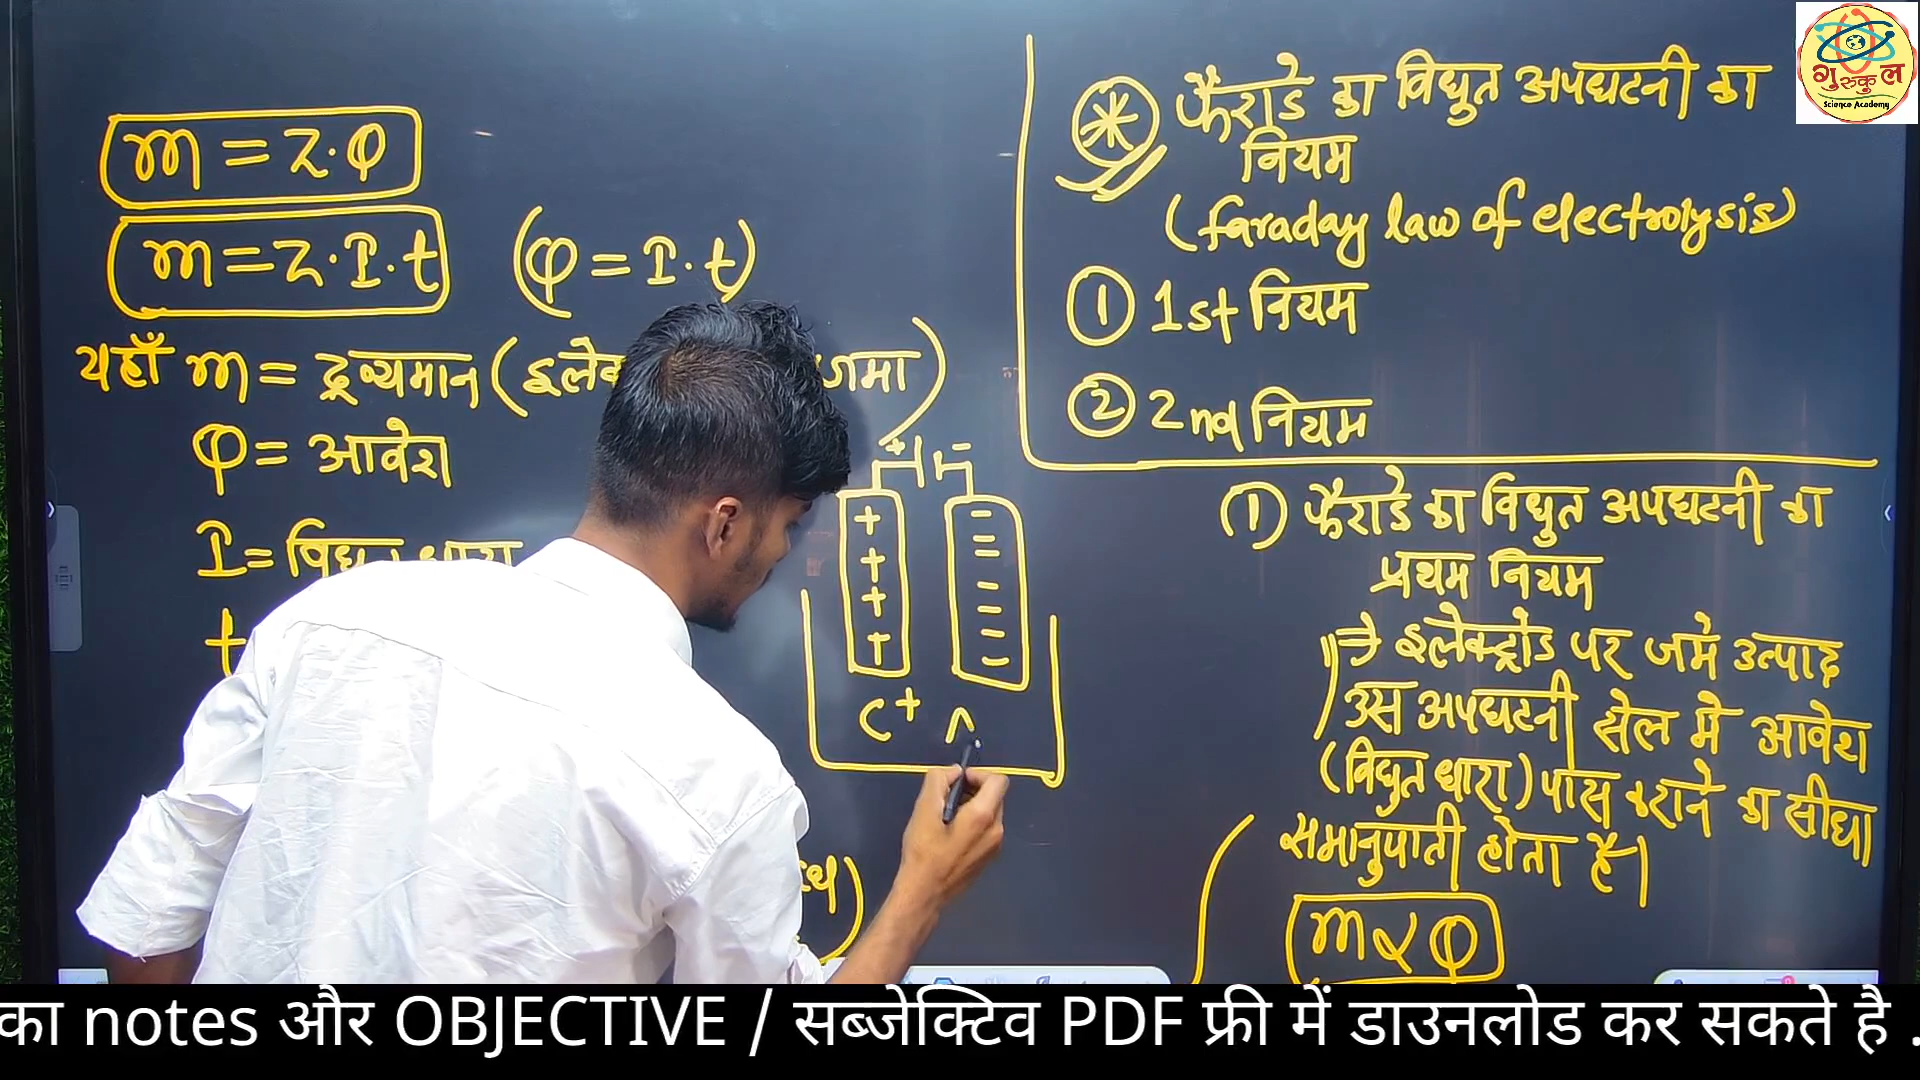 m = Z·Q
m = Z·I·t (Q = I·t)
यहाँ m = द्रव्यमान (
Q = आवेश
I = विद्युत धारा
t
+ -
+ -
+ =
+ -
+ -
-
-
C+ A
* फैराडे का विद्युत अपघटनी का
नियम
(faraday law of electrolysis)
① 1st नियम
② 2nd नियम
(1) फैराडे का विद्युत अपघटनी का
प्रथम नियम
→ इलेक्ट्रोड पर जमे उत्पाद
उस अपघटनी सेल मे आवेश
(विद्युत धारा) पास कराने का सीधा
समानुपाती होता है।
m ∝ Q
गुरुकुल
Science Academy
का notes और OBJECTIVE / सब्जेक्टिव PDF फ्री में डाउनलोड कर सकते है .